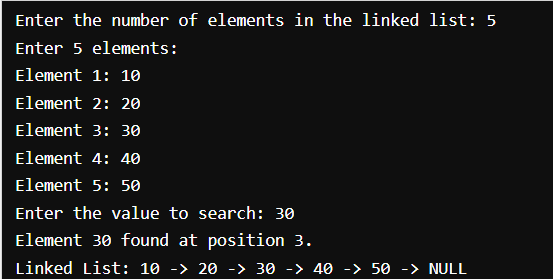 Enter the number of elements in the linked list: 5
Enter 5 elements:
Element 1: 10
Element 2: 20
Element 3: 30
Element 4: 40
Element 5: 50
Enter the value to search: 30
Element 30 found at position 3.
Linked List: 10 -> 20 -> 30 -> 40 -> 50 -> NULL